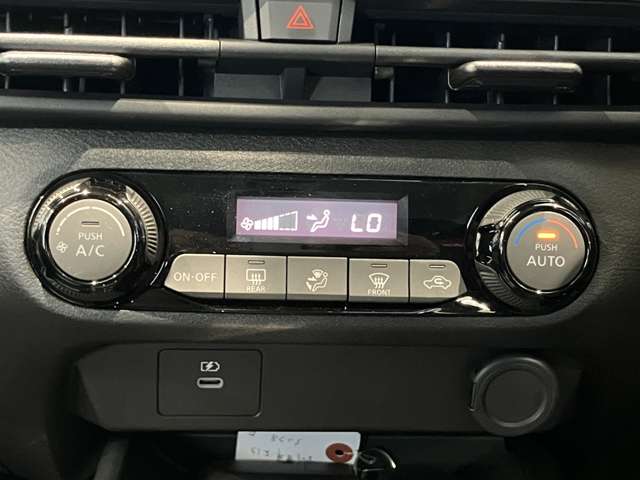 LO
PUSH
A/C
PUSH
AUTO
ON·OFF
REAR
FRONT